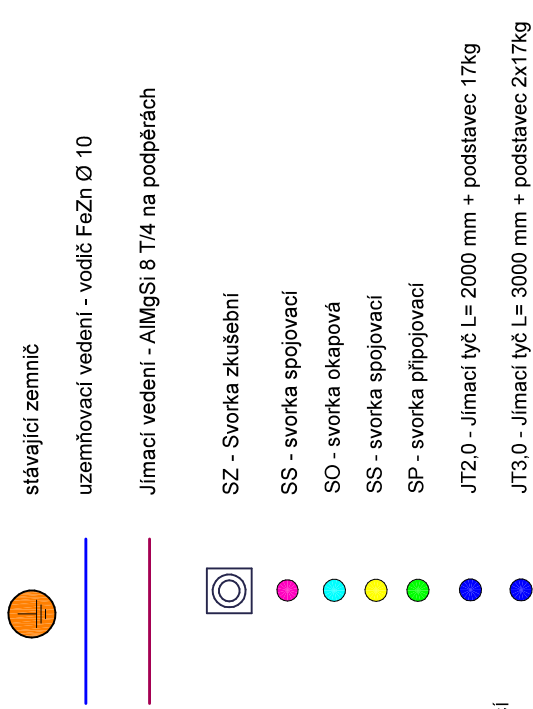 stávající zemnič
uzemňovací vedení - vodič FeZn Ø 10
Jímací vedení - AlMgSi 8 T/4 na podpěrách
SZ - Svorka zkušební
SS - svorka spojovací
SO - svorka okapová
SS - svorka spojovací
SP - svorka připojovací
JT2,0 - Jímací tyč L= 2000 mm + podstavec 17kg
JT3,0 - Jímací tyč L= 3000 mm + podstavec 2x17kg